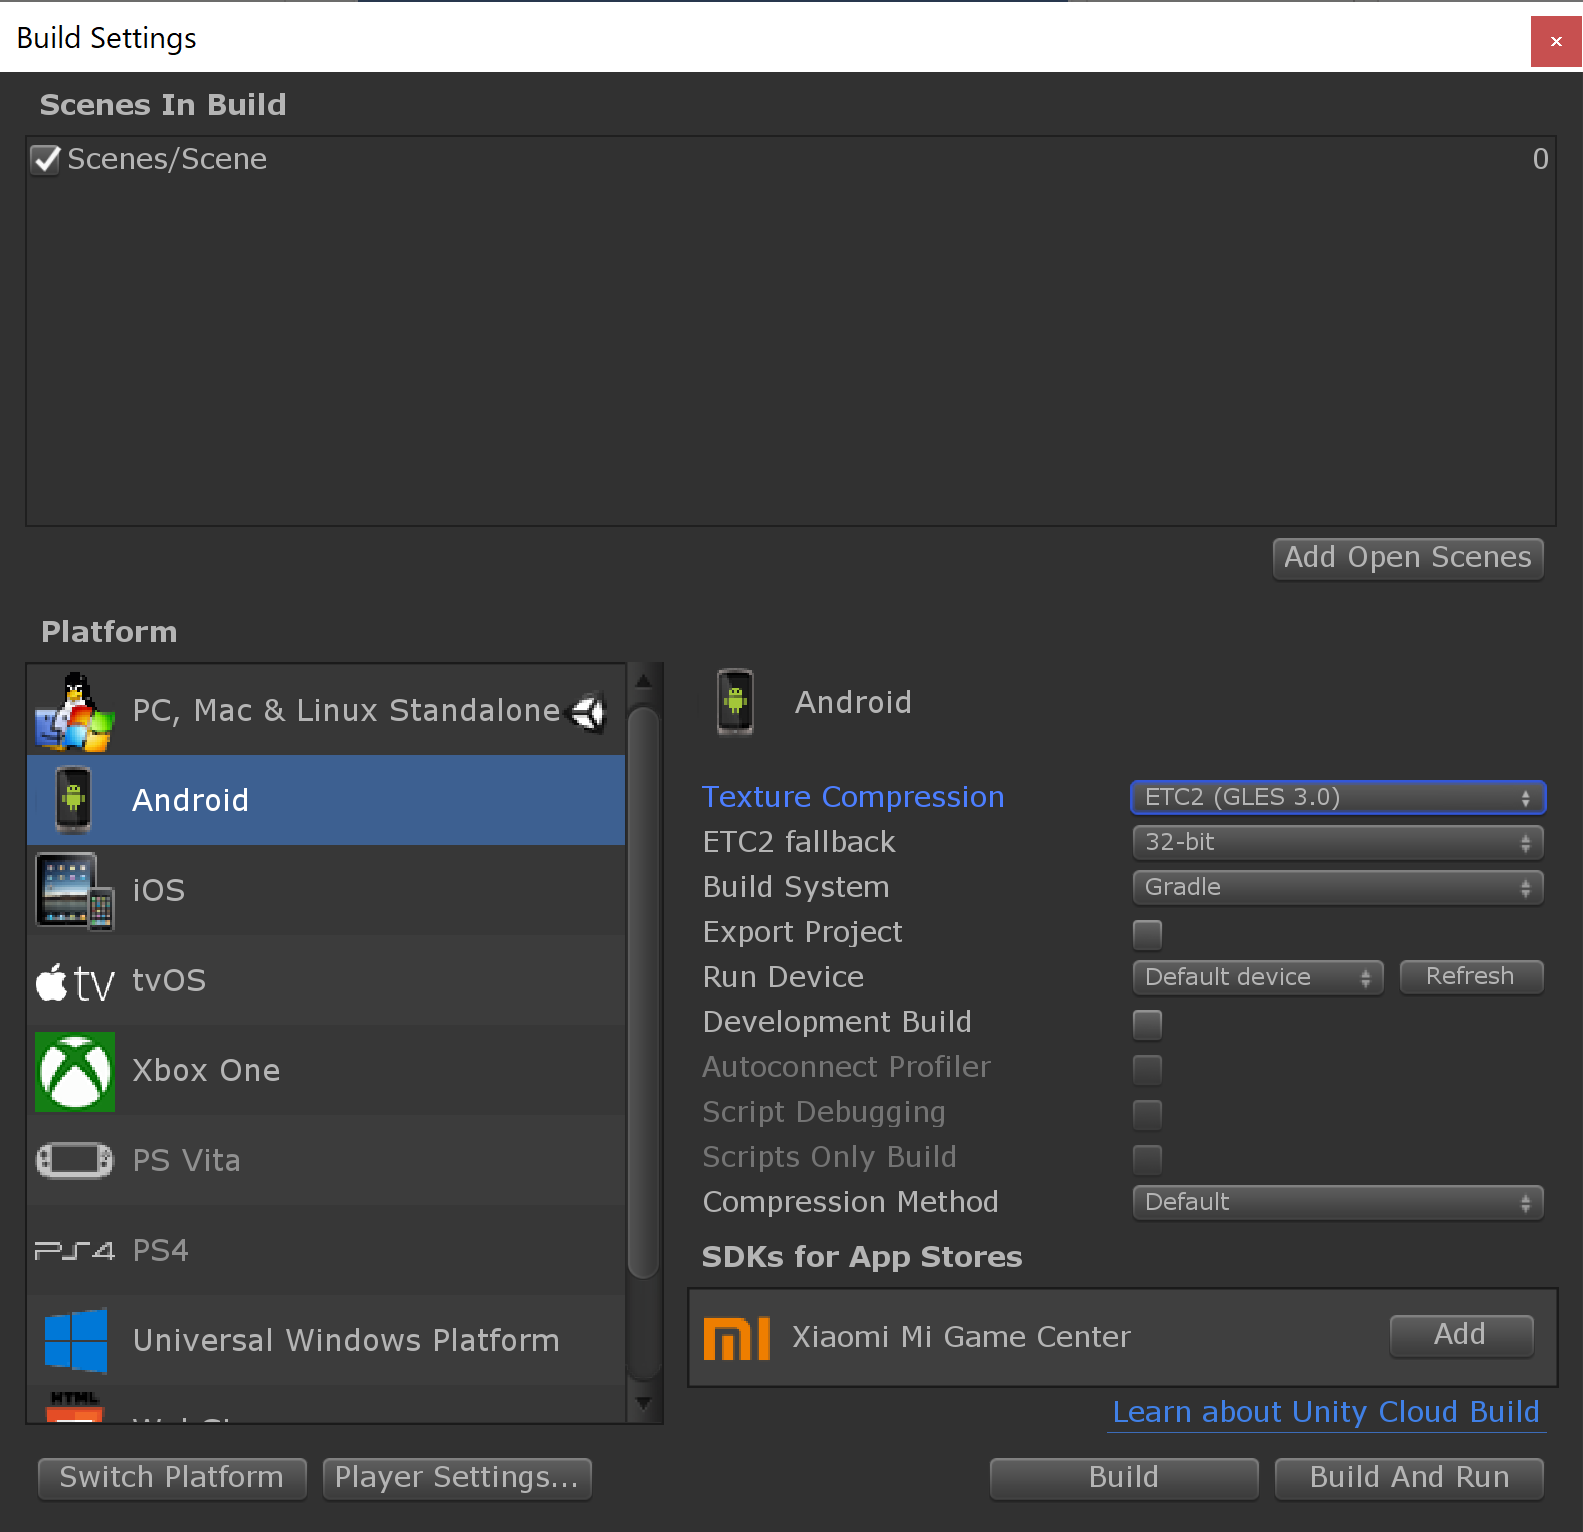 Build Settings
Scenes In Build
Scenes/Scene 0
Add Open Scenes
Platform
PC, Mac & Linux Standalone
Android
iOS
tv tvOS
Xbox One
PS Vita
PS4 PS4
Universal Windows Platform
HTML
Switch Platform
Player Settings...
Android
Texture Compression ETC2 (GLES 3.0)
ETC2 fallback 32-bit
Build System Gradle
Export Project
Run Device Default device Refresh
Development Build
Autoconnect Profiler
Script Debugging
Scripts Only Build
Compression Method Default
SDKs for App Stores
Xiaomi Mi Game Center Add
Learn about Unity Cloud Build
Build
Build And Run